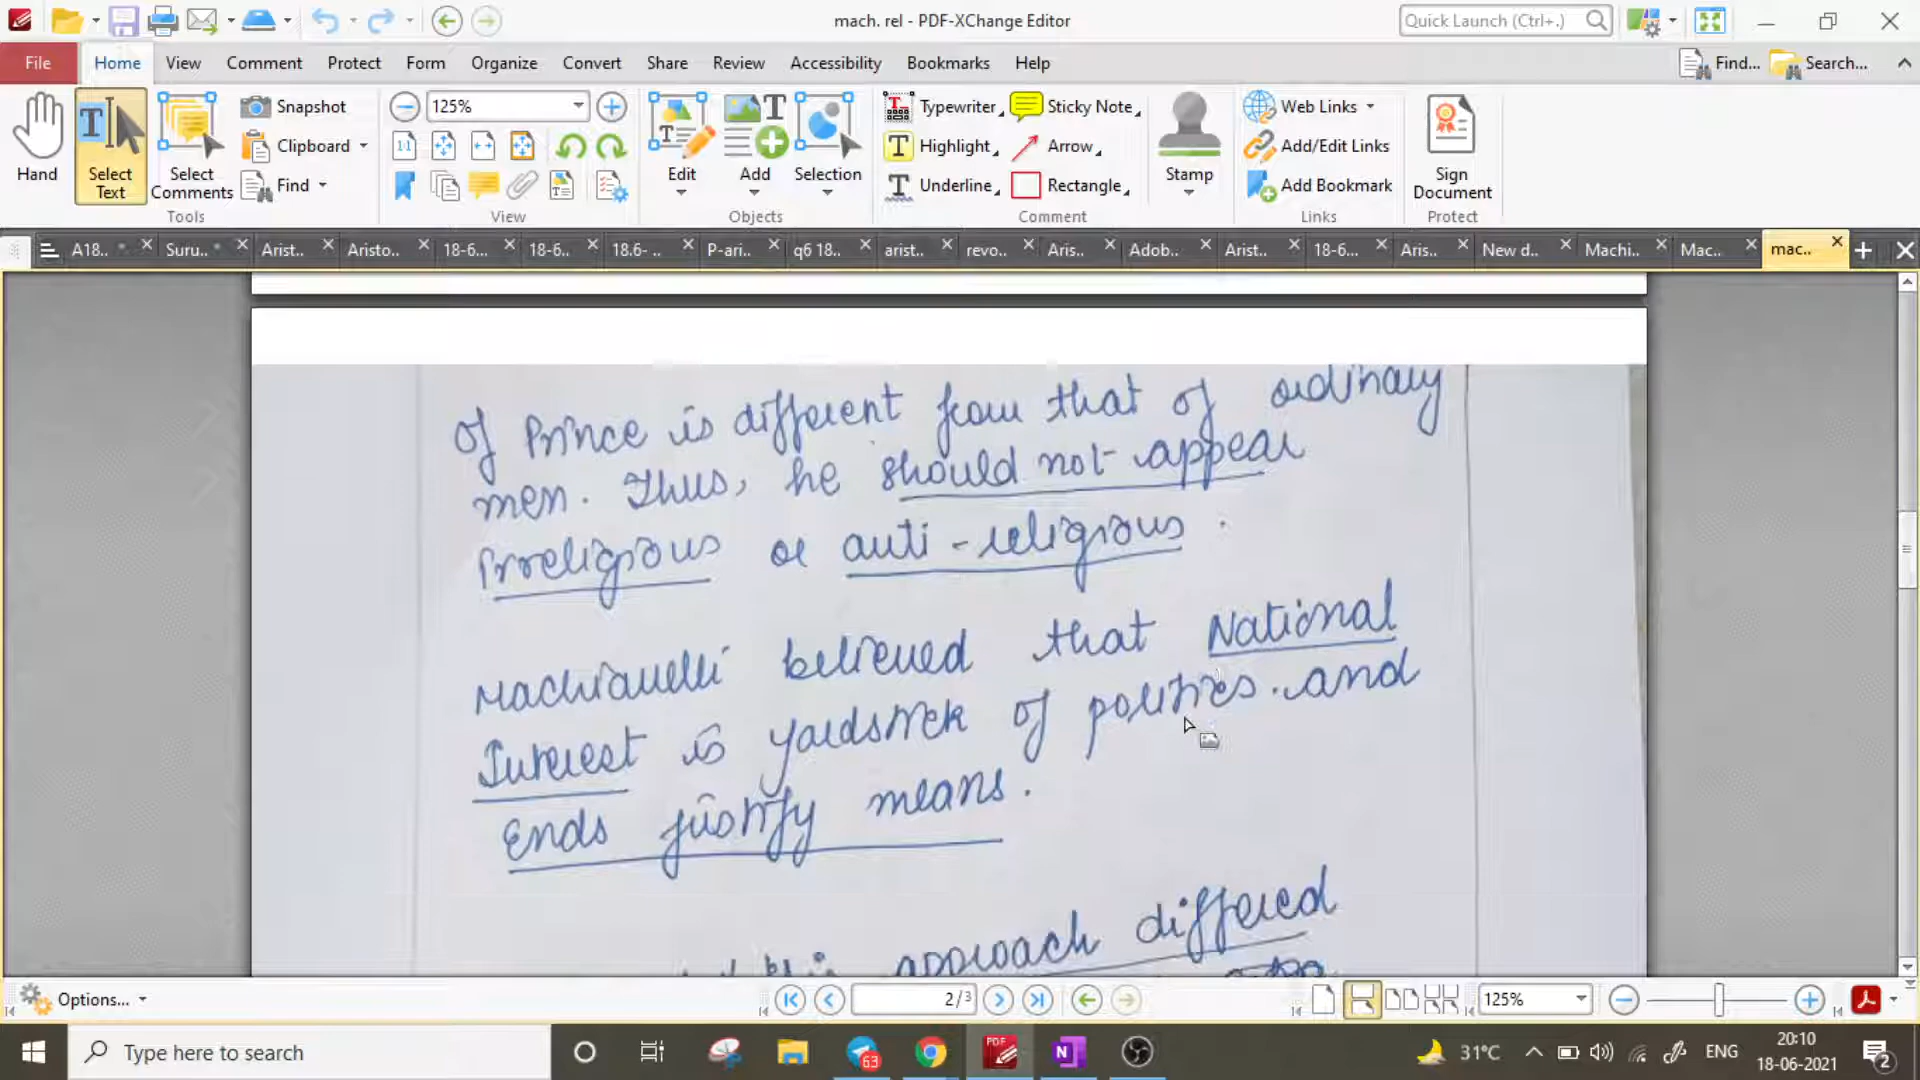 mach. rel - PDF-XChange Editor
Quick Launch (Ctrl+.)
File Home View Comment Protect Form Organize Convert Share Review Accessibility Bookmarks Help Find... Search...
Hand
Select Text
Select Comments
Snapshot
Clipboard
Find
Tools
125%
View
Edit
Add
Selection
Objects
Typewriter
Sticky Note
Highlight
Arrow
Underline
Rectangle
Comment
Stamp
Web Links
Add/Edit Links
Add Bookmark
Links
Sign Document
Protect
A18.. * Suru.. * Arist.. Aristo.. 18-6.. 18-6.. 18.6- .. P-ari.. q6 18.. arist.. revo.. Aris.. Adob.. Arist.. 18-6... Aris.. New d.. Machi.. Mac.. mac..
of Prince is different from that of ordinary
men. Thus, he should not appear
irreligious or anti-religious.
Machiavelli believed that National
Interest is yardstick of politics. and
Ends justify means.
approach differed
Options...
2/3
125%
Type here to search
63
31°C
ENG
20:10
18-06-2021
2